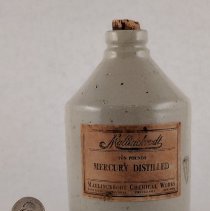 Mallinckrodt
TEN POUNDS
MERCURY DISTILLED
MALLINCKRODT CHEMICAL WORKS